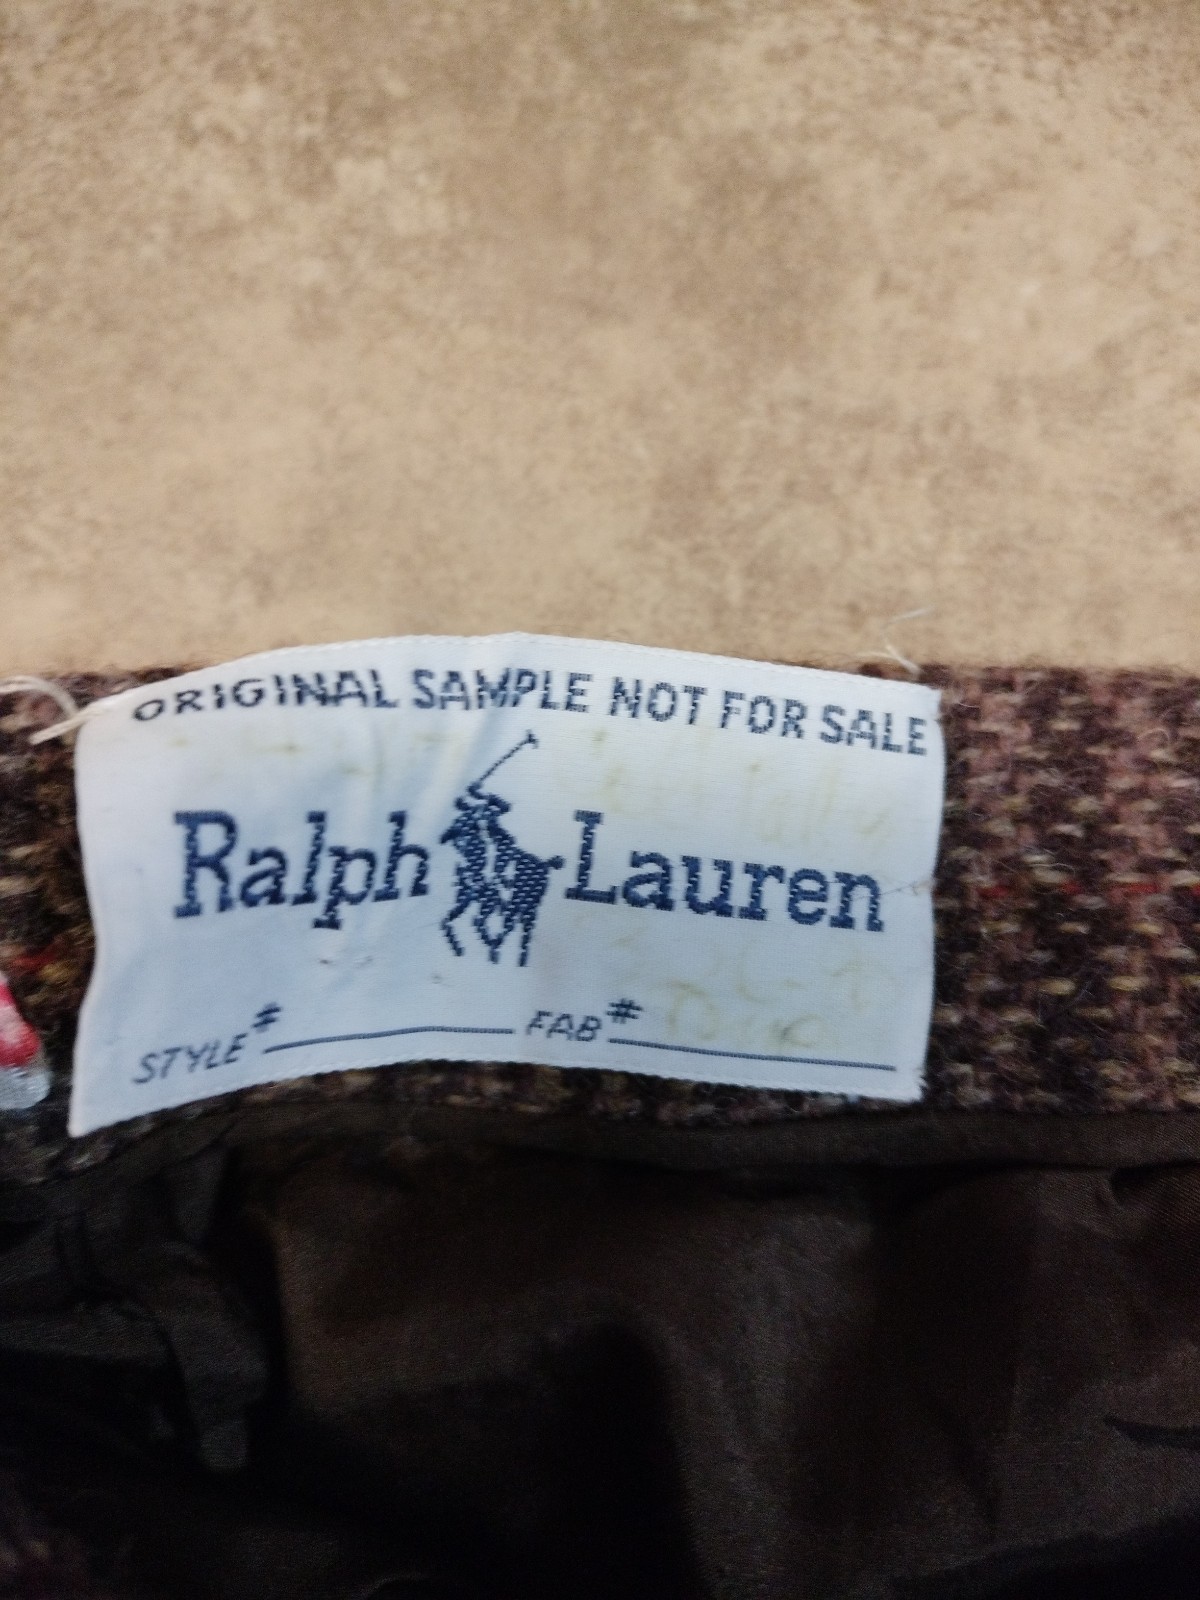 ORIGINAL SAMPLE NOT FOR SALE
Ralph Lauren
STYLE# FAB#